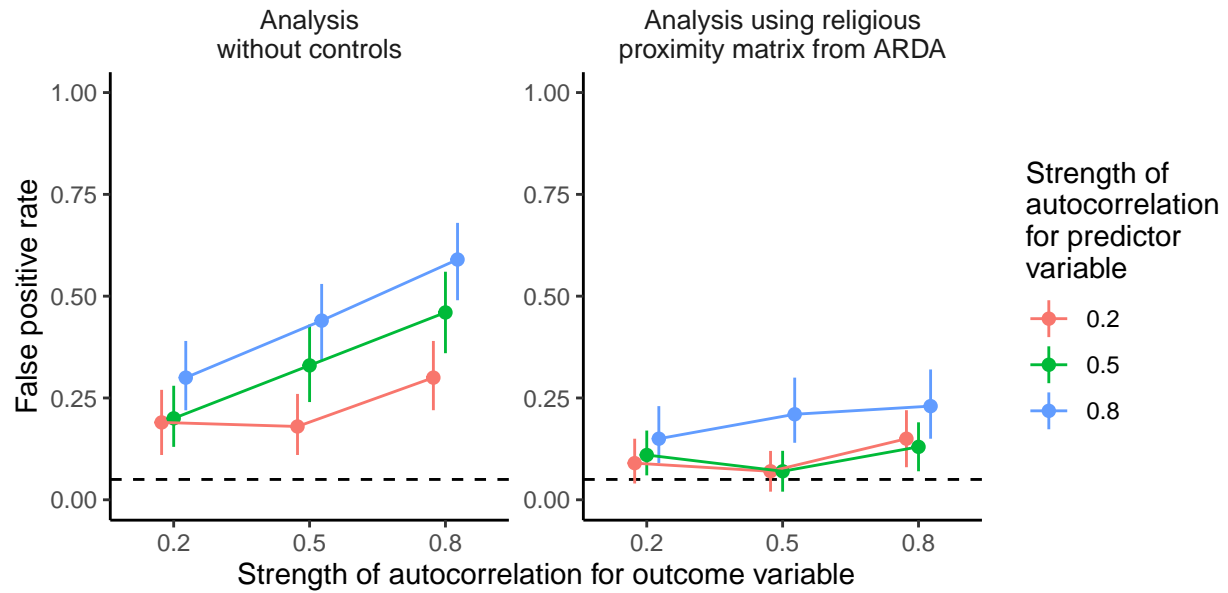 Analysis
without controls
Analysis using religious
proximity matrix from ARDA
False positive rate
1.00
0.75
0.50
0.25
0.00
0.2
0.5
0.8
1.00
0.75
0.50
0.25
0.00
0.2
0.5
0.8
Strength of autocorrelation for outcome variable
Strength of
autocorrelation
for predictor
variable
0.2
0.5
0.8